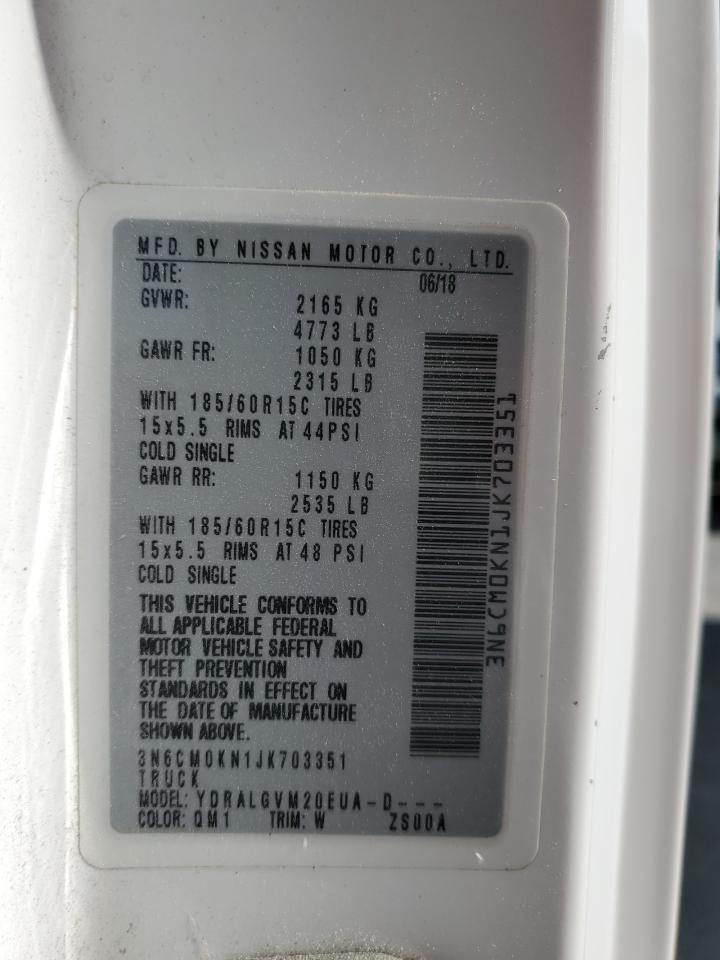 MFD. BY NISSAN MOTOR CO., LTD.
DATE: 06/18
GVWR: 2165 KG
4773 LB
GAWR FR: 1050 KG
2315 LB
WITH 185/60R15C TIRES
15x5.5 RIMS AT 44PSI
COLD SINGLE
GAWR RR: 1150 KG
2535 LB
WITH 185/60R15C TIRES
15x5.5 RIMS AT 48 PSI
COLD SINGLE
THIS VEHICLE CONFORMS TO
ALL APPLICABLE FEDERAL
MOTOR VEHICLE SAFETY AND
THEFT PREVENTION
STANDARDS IN EFFECT ON
THE DATE OF MANUFACTURE
SHOWN ABOVE.
3N6CM0KN1JK703351
TRUCK
MODEL: YDRALGVM20EUA-D---
COLOR: QM1 TRIM: W ZS00A
3N6CM0KN1JK703351